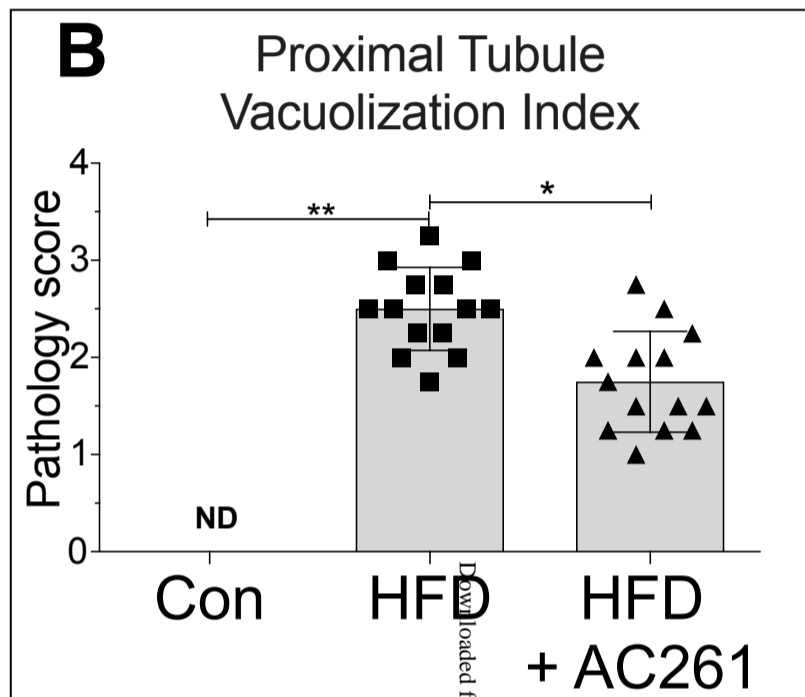 B
Proximal Tubule
Vacuolization Index
Pathology score
4
3
2
1
0
**
*
ND
Con
HFD
HFD
+ AC261
Downloaded f